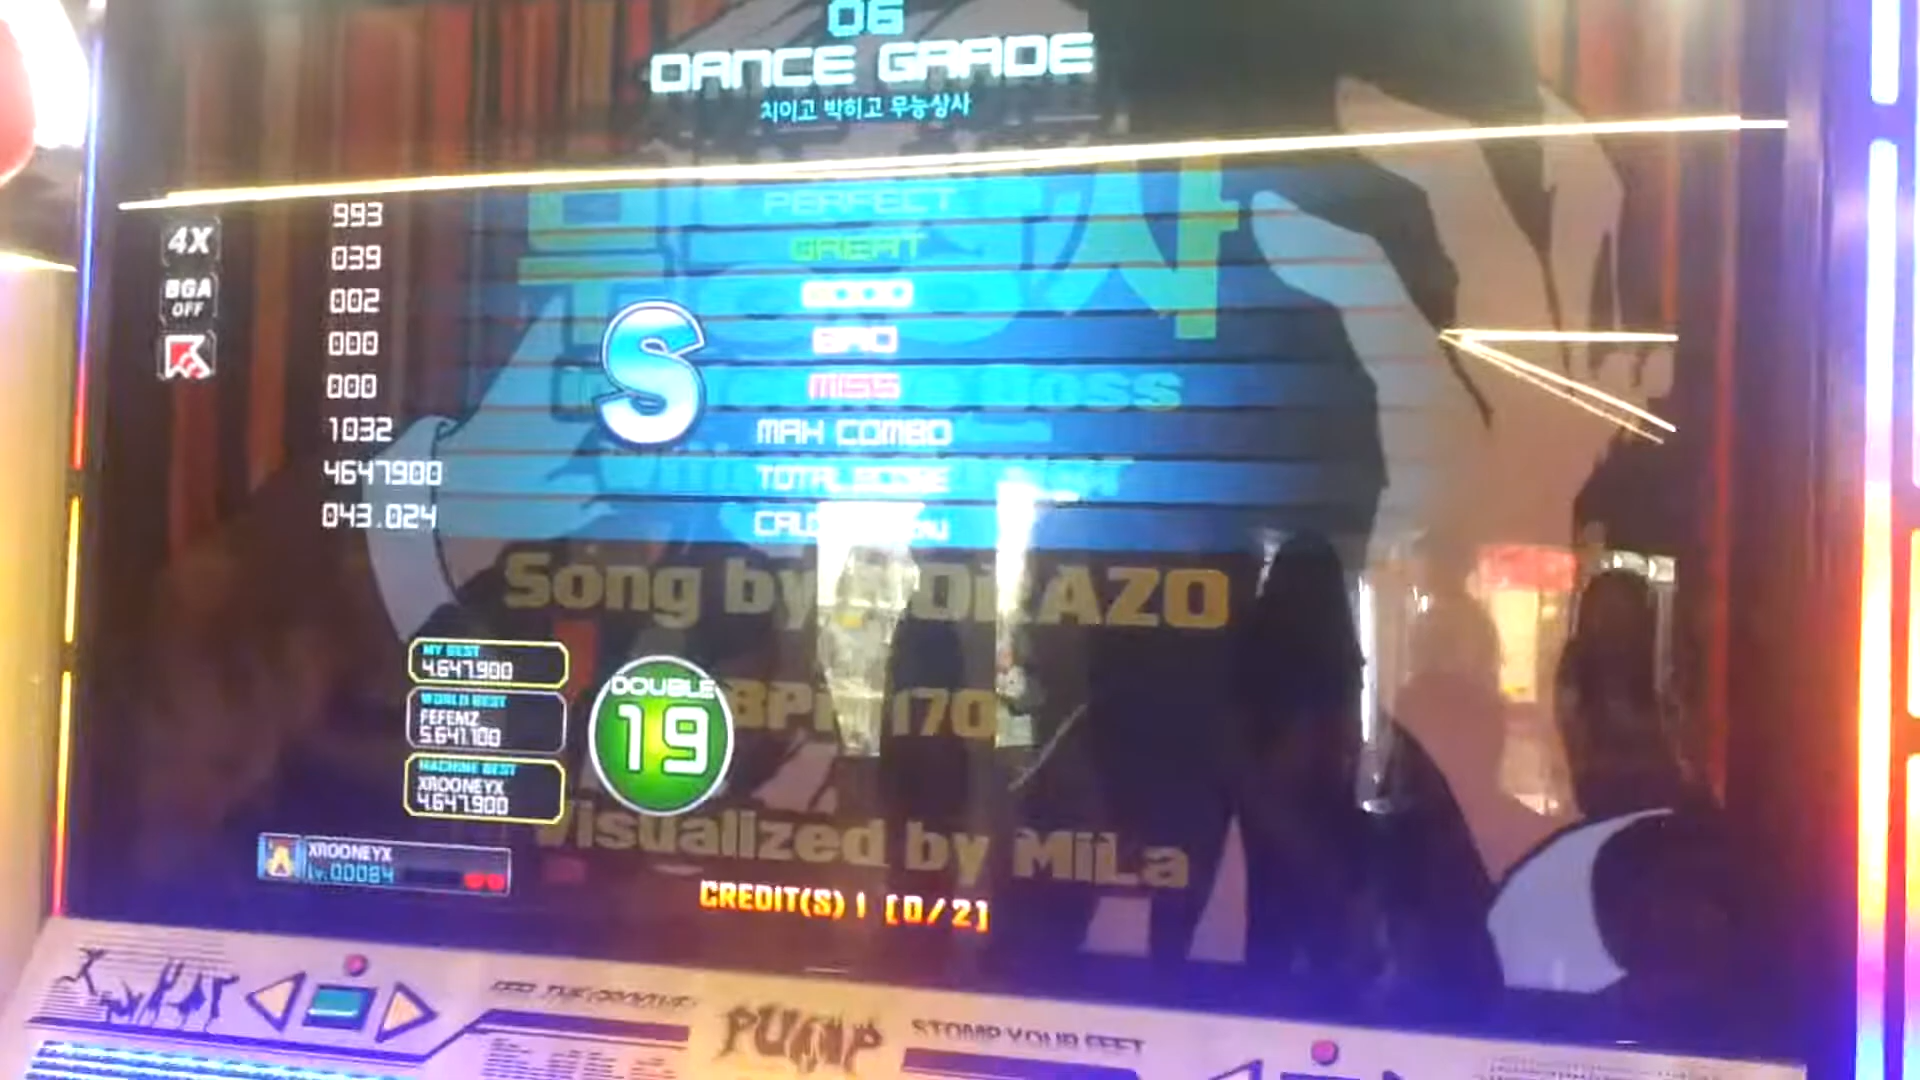 06
DANCE GRADE
치이고 박히고 무능상사
993 PERFECT
4X
039 GREAT
BGA
OFF
002 GOOD
000 BAD
000 MISS
S
1032 MAX COMBO
4647900 TOTAL SCORE
043.024
Song by
170
MY BEST
4.647.900
WORLD BEST
FEFEMZ
5.641.100
MACHINE BEST
XROONEYX
4.647.900
DOUBLE
19
Visualized by MiLa
XROONEYX
Lv.00084
CREDIT(S) | [0/2]
PUMP
STOMP YOUR FEET